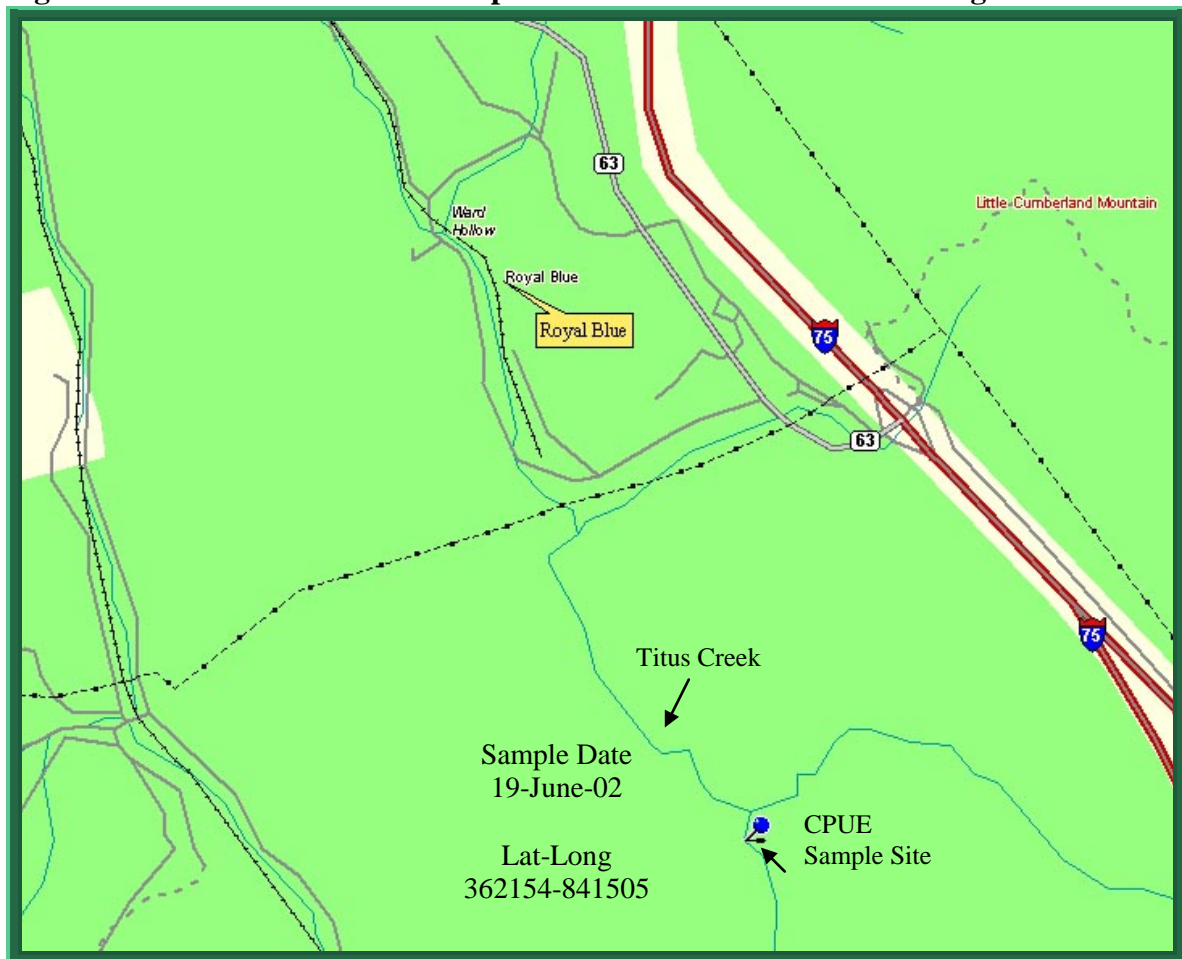 63
Little Cumberland Mountain
Ward
Hollow
Royal Blue
Royal Blue
75
63
75
Titus Creek
Sample Date
19-June-02
Lat-Long
362154-841505
CPUE
Sample Site